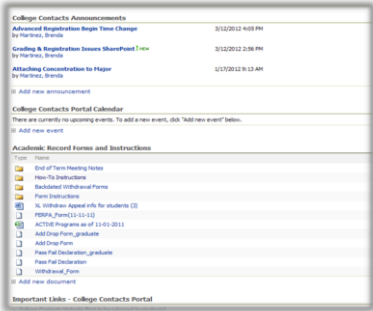 College Contacts Announcements
Advanced Registration Begin Time Change 3/12/2012 4:03 PM
by Martinez, Brenda
Grading & Registration Issues SharePoint ! NEW 3/12/2012 2:56 PM
by Martinez, Brenda
Attaching Concentration to Major 1/17/2012 9:13 AM
by Martinez, Brenda
Add new announcement
College Contacts Portal Calendar
There are currently no upcoming events. To add a new event, click "Add new event" below.
Add new event
Academic Record Forms and Instructions
Type Name
End of Term Meeting Notes
How-To Instructions
Backdated Withdrawal Forms
Form Instructions
XL Withdraw Appeal info for students (3)
FERPA_Form(11-11-11)
ACTIVE Programs as of 11-01-2011
Add Drop Form_graduate
Add Drop Form
Pass Fail Declaration_graduate
Pass Fail Declaration
Withdrawal_Form
Add new document
Important Links - College Contacts Portal